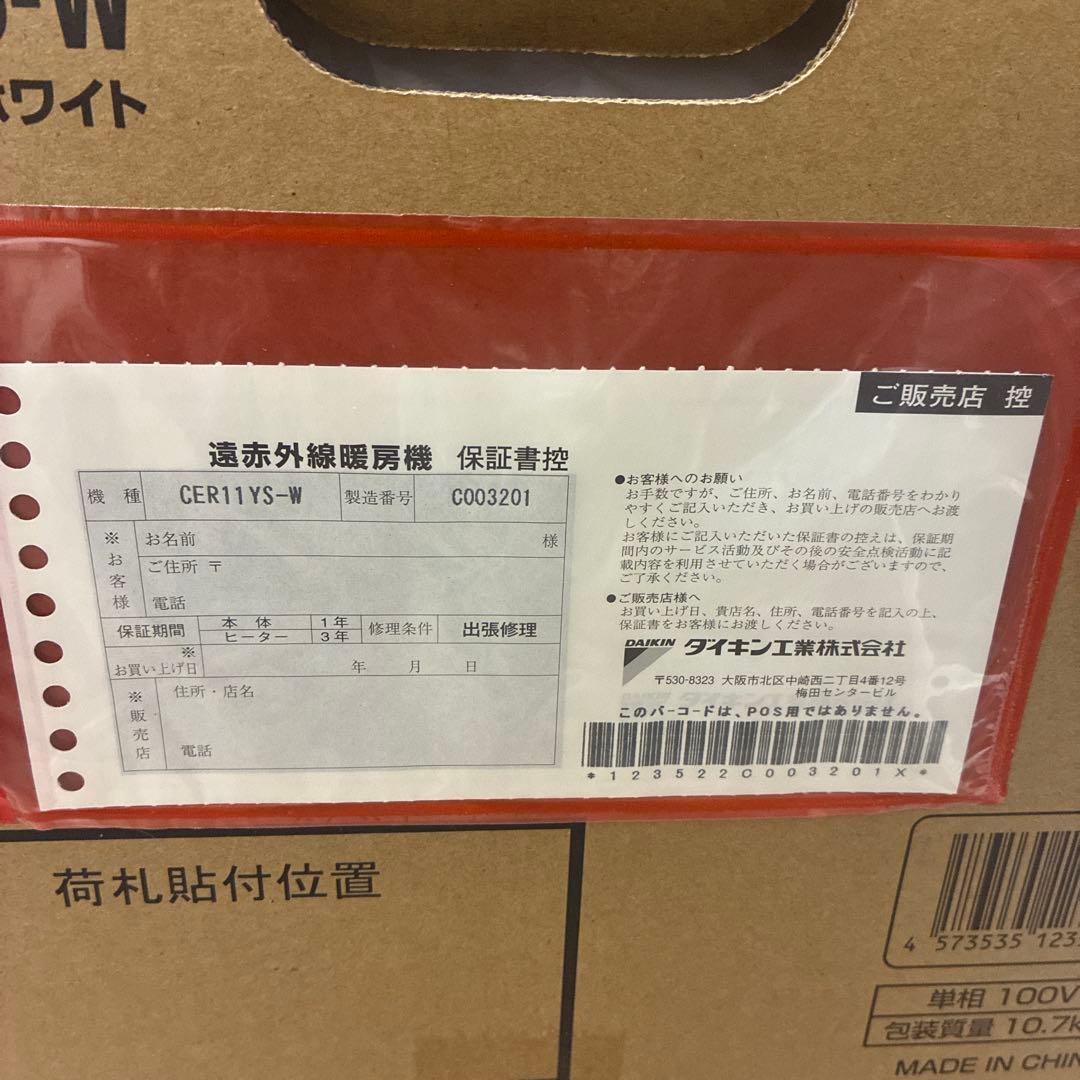 -W
ワイト
ご販売店 控
遠赤外線暖房機 保証書控
機種 CER11YS-W 製造番号 C003201
※お客様
お名前 様
ご住所 〒
電話
保証期間 本体 1年 ヒーター 3年 修理条件 出張修理
※お買い上げ日 年 月 日
※販売店
住所・店名
電話
●お客様へのお願い
お手数ですが、ご住所、お名前、電話番号をわかり
やすくご記入いただき、お買い上げの販売店へお渡
しください。
お客様にご記入いただいた保証書の控えは、保証期
間内のサービス活動及びその後の安全点検活動に記
載内容を利用させていただく場合がございますので、
ご了承ください。
●ご販売店様へ
お買い上げ日、貴店名、住所、電話番号を記入の上、
保証書をお客様にお渡しください。
DAIKIN ダイキン工業株式会社
〒530-8323 大阪市北区中崎西二丁目4番12号
梅田センタービル
このバーコードは、POS用ではありません。
*123522C003201X*
荷札貼付位置
4 573535 123
単相 100V
包装質量 10.7k
MADE IN CHIN